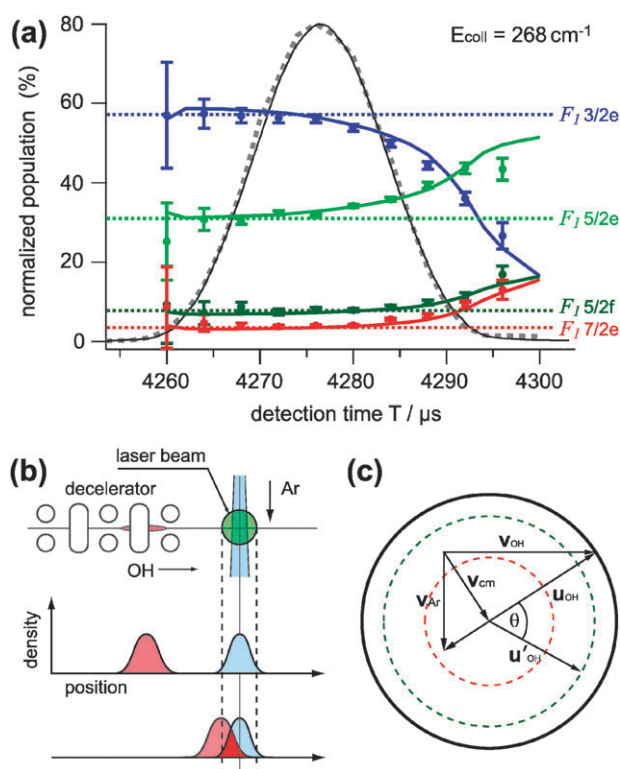 (a)
E_coll = 268 cm⁻¹
normalized population (%)
80
60
40
20
0
F₁ 3/2e
F₁ 5/2e
F₁ 5/2f
F₁ 7/2e
4260 4270 4280 4290 4300
detection time T / μs
(b)
laser beam
decelerator
Ar
OH
density
position
(c)
v_OH
v_cm
v_Ar
u_OH
θ
u'_OH